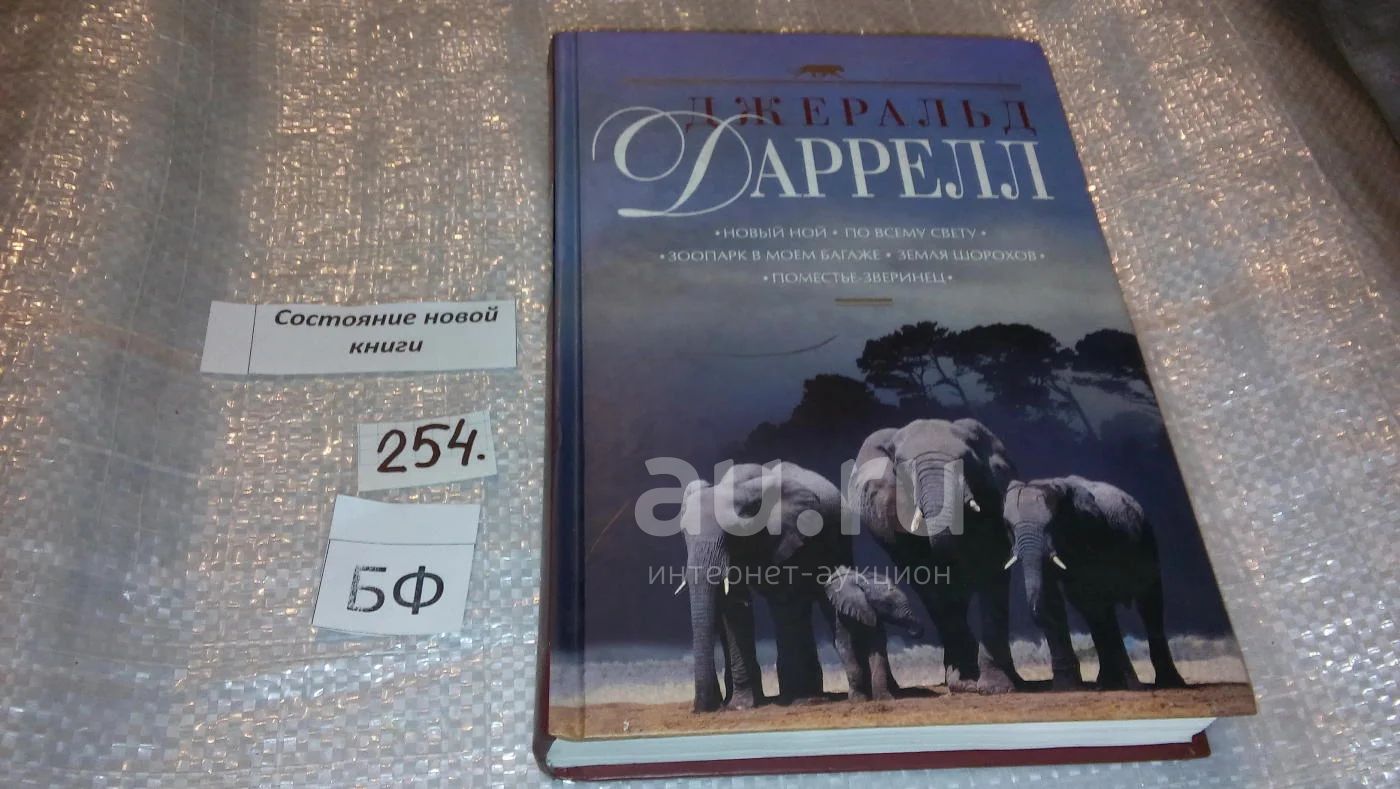 ДЖЕРАЛЬД
ДАРРЕЛЛ
•НОВЫЙ НОЙ • ПО ВСЕМУ СВЕТУ•
•ЗООПАРК В МОЕМ БАГАЖЕ • ЗЕМЛЯ ШОРОХОВ•
•ПОМЕСТЬЕ-ЗВЕРИНЕЦ•
Состояние новой
книги
254.
БФ
au.ru
интернет-аукцион